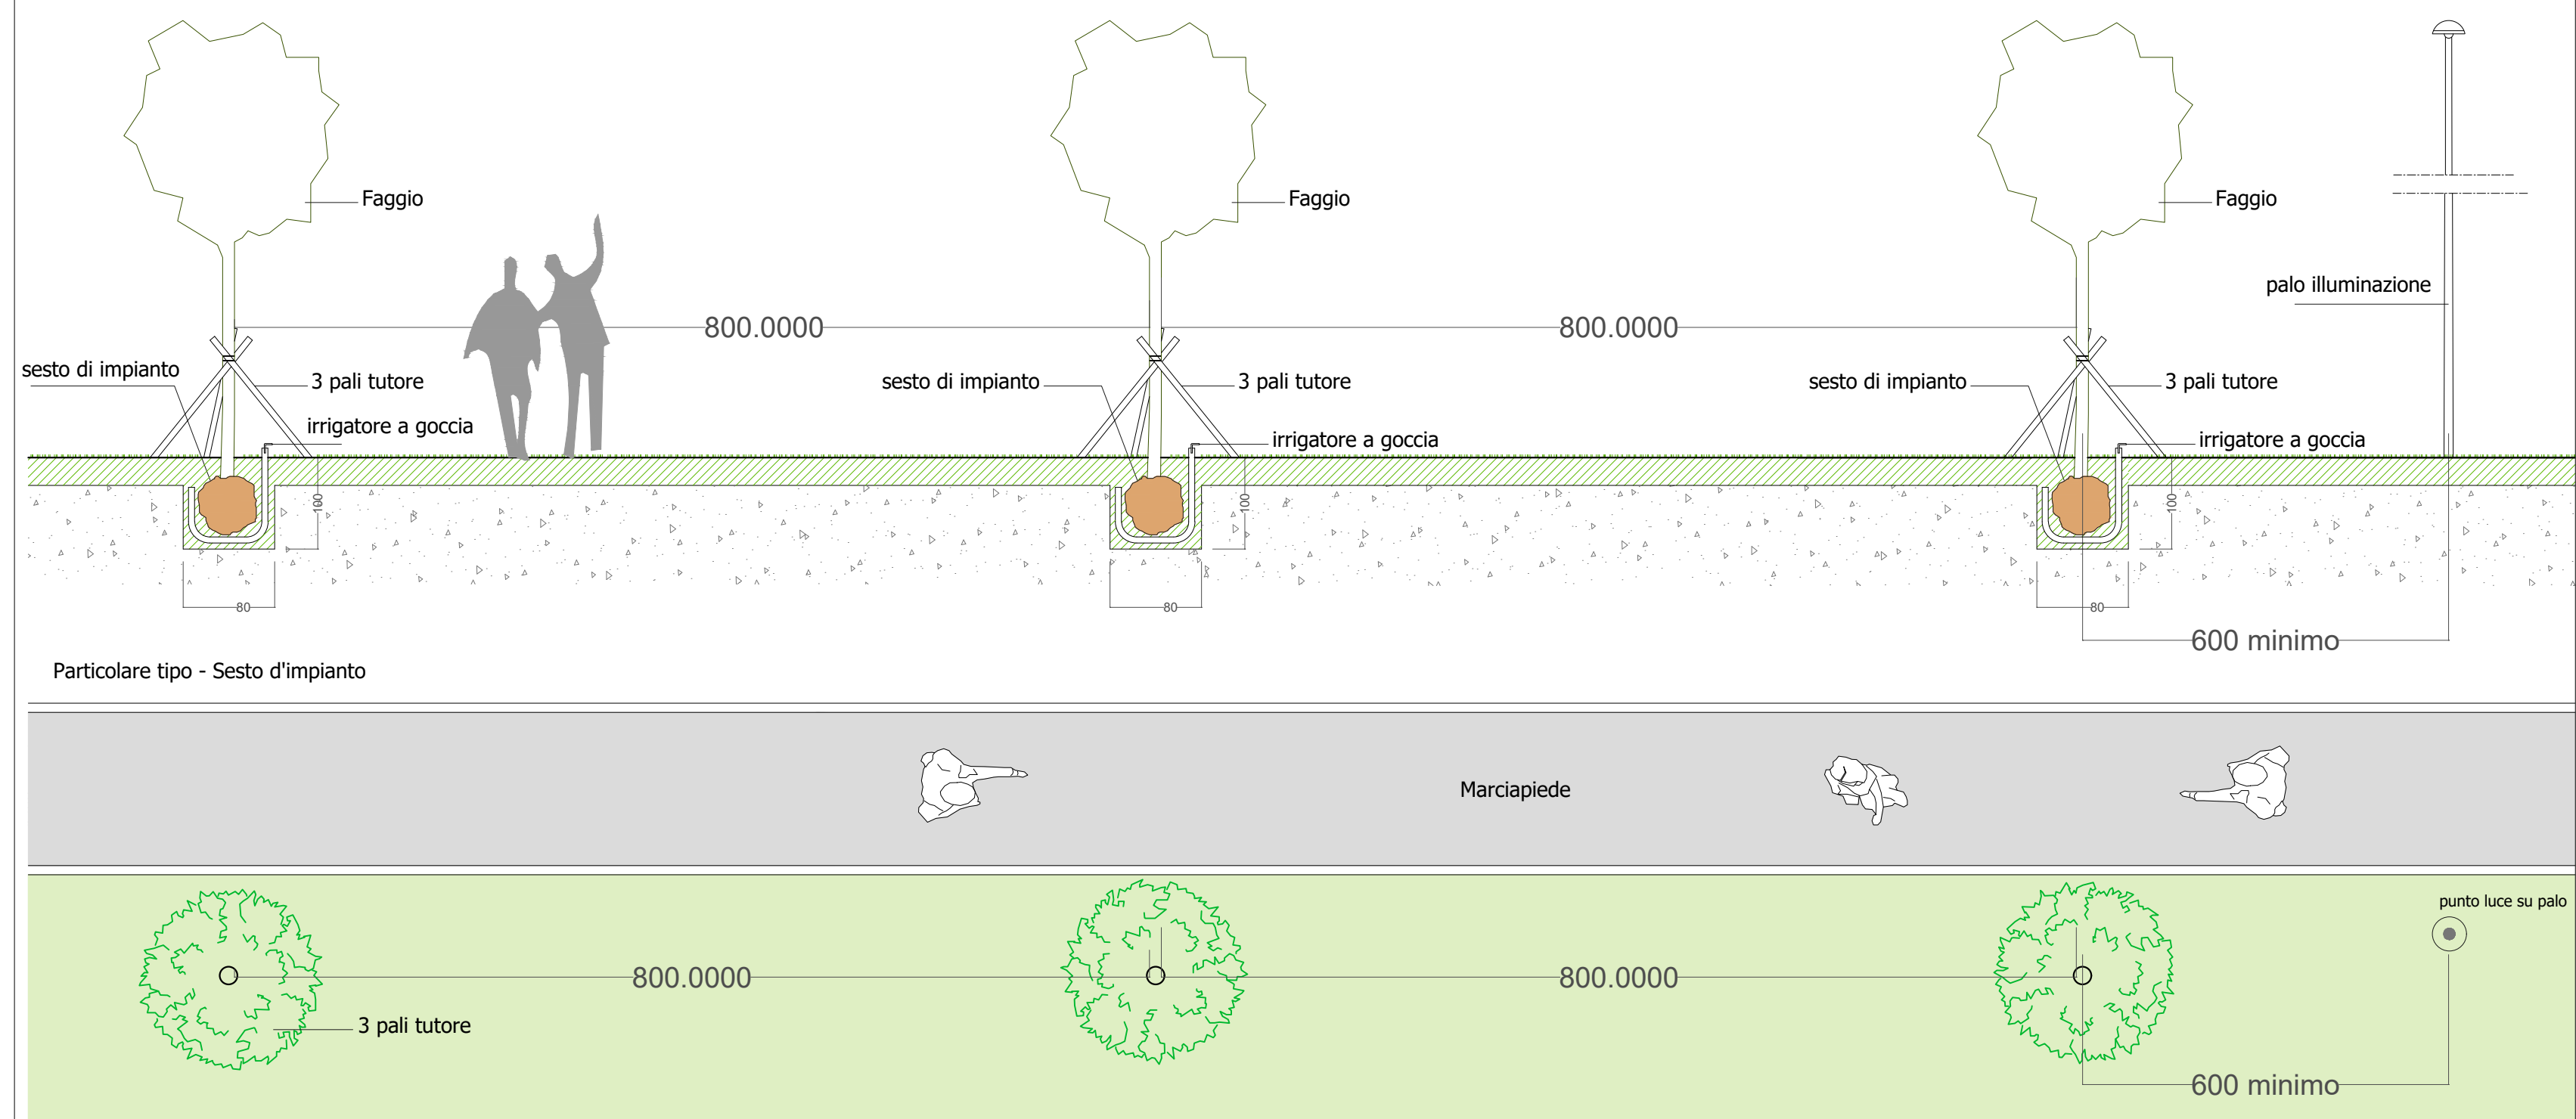 Faggio
Faggio
Faggio
palo illuminazione
800.0000
800.0000
sesto di impianto
3 pali tutore
sesto di impianto
3 pali tutore
sesto di impianto
3 pali tutore
irrigatore a goccia
irrigatore a goccia
irrigatore a goccia
100
100
100
80
80
80
600 minimo
Particolare tipo - Sesto d'impianto
Marciapiede
punto luce su palo
800.0000
800.0000
3 pali tutore
600 minimo